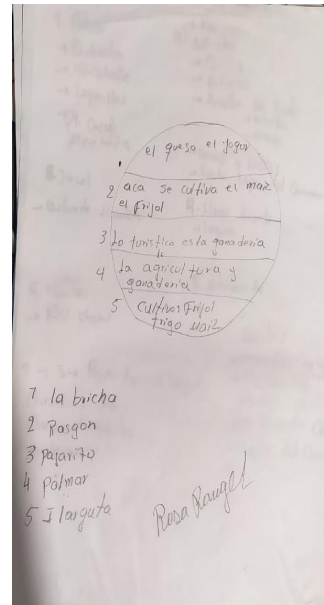 el queso el yogur
2 aca se cultiva el maiz
el frijol
3 Lo turistico es la ganaderia
4 La agricultura y
ganaderia
5 Cultivos Frijol
trigo Maiz
1 la bricha
2 Rasgon
3 Pajarito
4 palmar
5 Ilarguta
Rosa Rangel